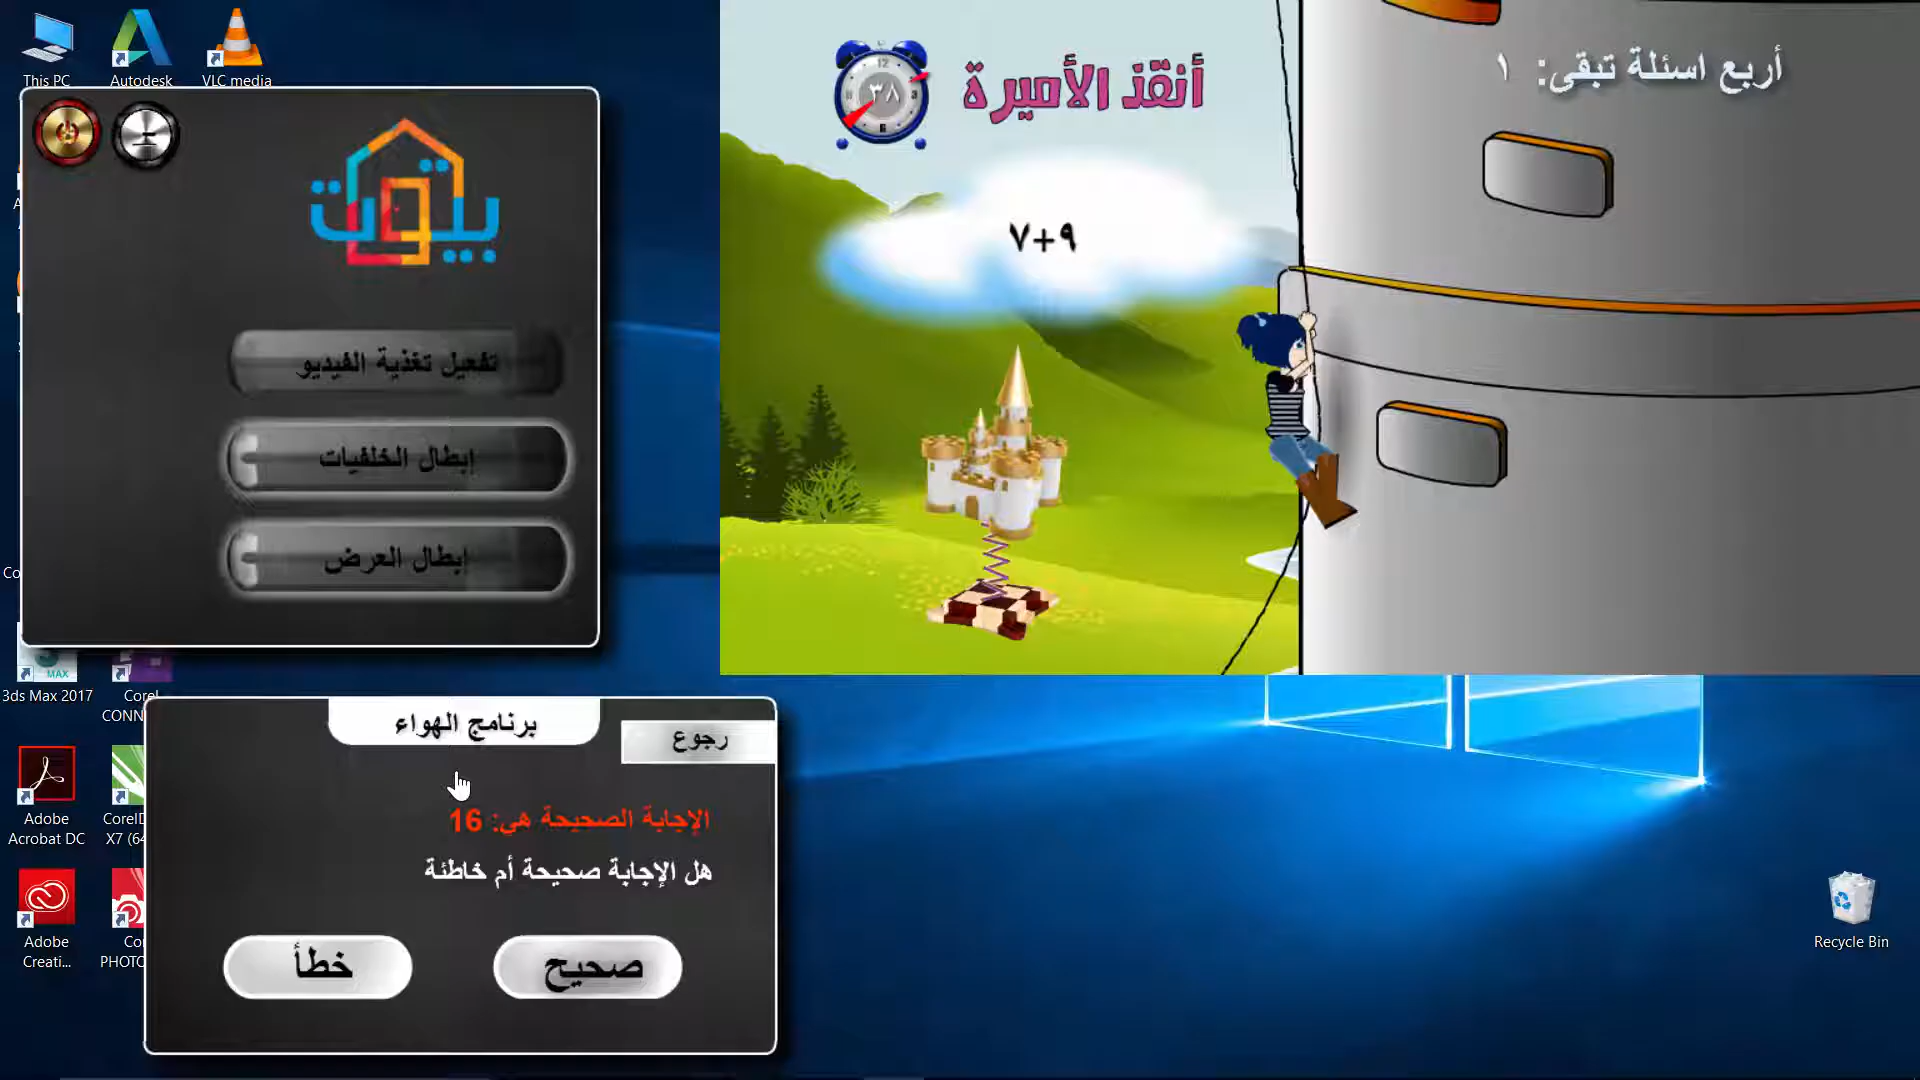 This PC
Autodesk
VLC media
بيوت
تفعيل تغذية الفيديو
إبطال الخلفيات
إبطال العرض
أنقذ الأميرة
٣٨
12
أربع اسئلة تبقى: ١
٧+٩
3ds Max 2017
Corel
CONN
برنامج الهواء
رجوع
الإجابة الصحيحة هي: 16
هل الإجابة صحيحة أم خاطئة
صحيح
خطأ
Adobe
Acrobat DC
CorelD
X7 (64
Adobe
Creati...
Co
PHOTO
Recycle Bin